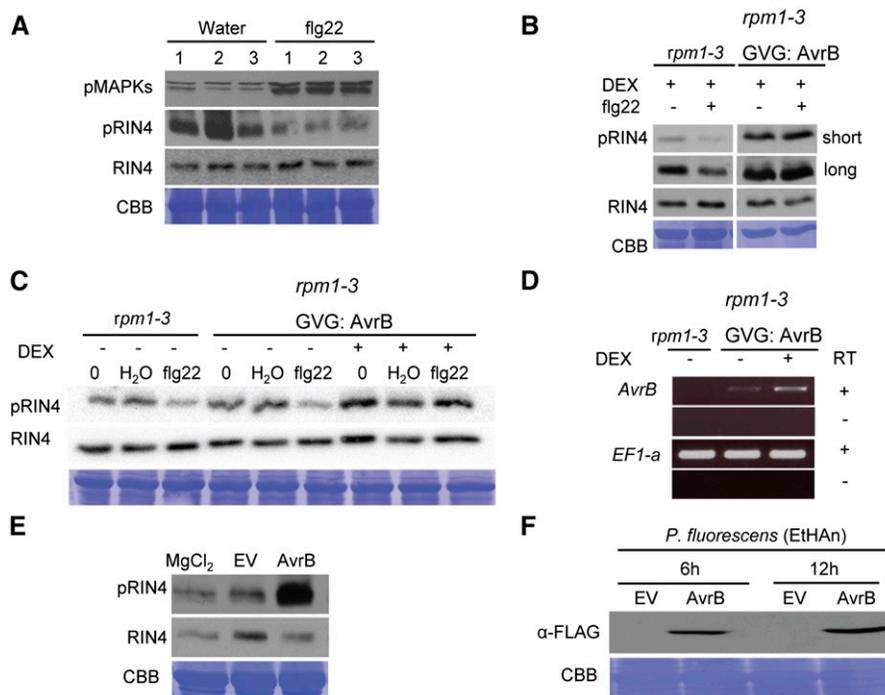 A
Water flg22
1 2 3 1 2 3
pMAPKs
pRIN4
RIN4
CBB
B
rpm1-3
rpm1-3 GVG: AvrB
DEX + + + +
flg22 - + - +
pRIN4 short
long
RIN4
CBB
C
rpm1-3
rpm1-3 GVG: AvrB
DEX - - - - - - + + +
0 H₂O flg22 0 H₂O flg22 0 H₂O flg22
pRIN4
RIN4
D
rpm1-3
rpm1-3 GVG: AvrB
DEX - - + RT
AvrB +
-
EF1-a +
-
E
MgCl₂ EV AvrB
pRIN4
RIN4
CBB
F
P. fluorescens (EtHAn)
6h 12h
EV AvrB EV AvrB
α-FLAG
CBB